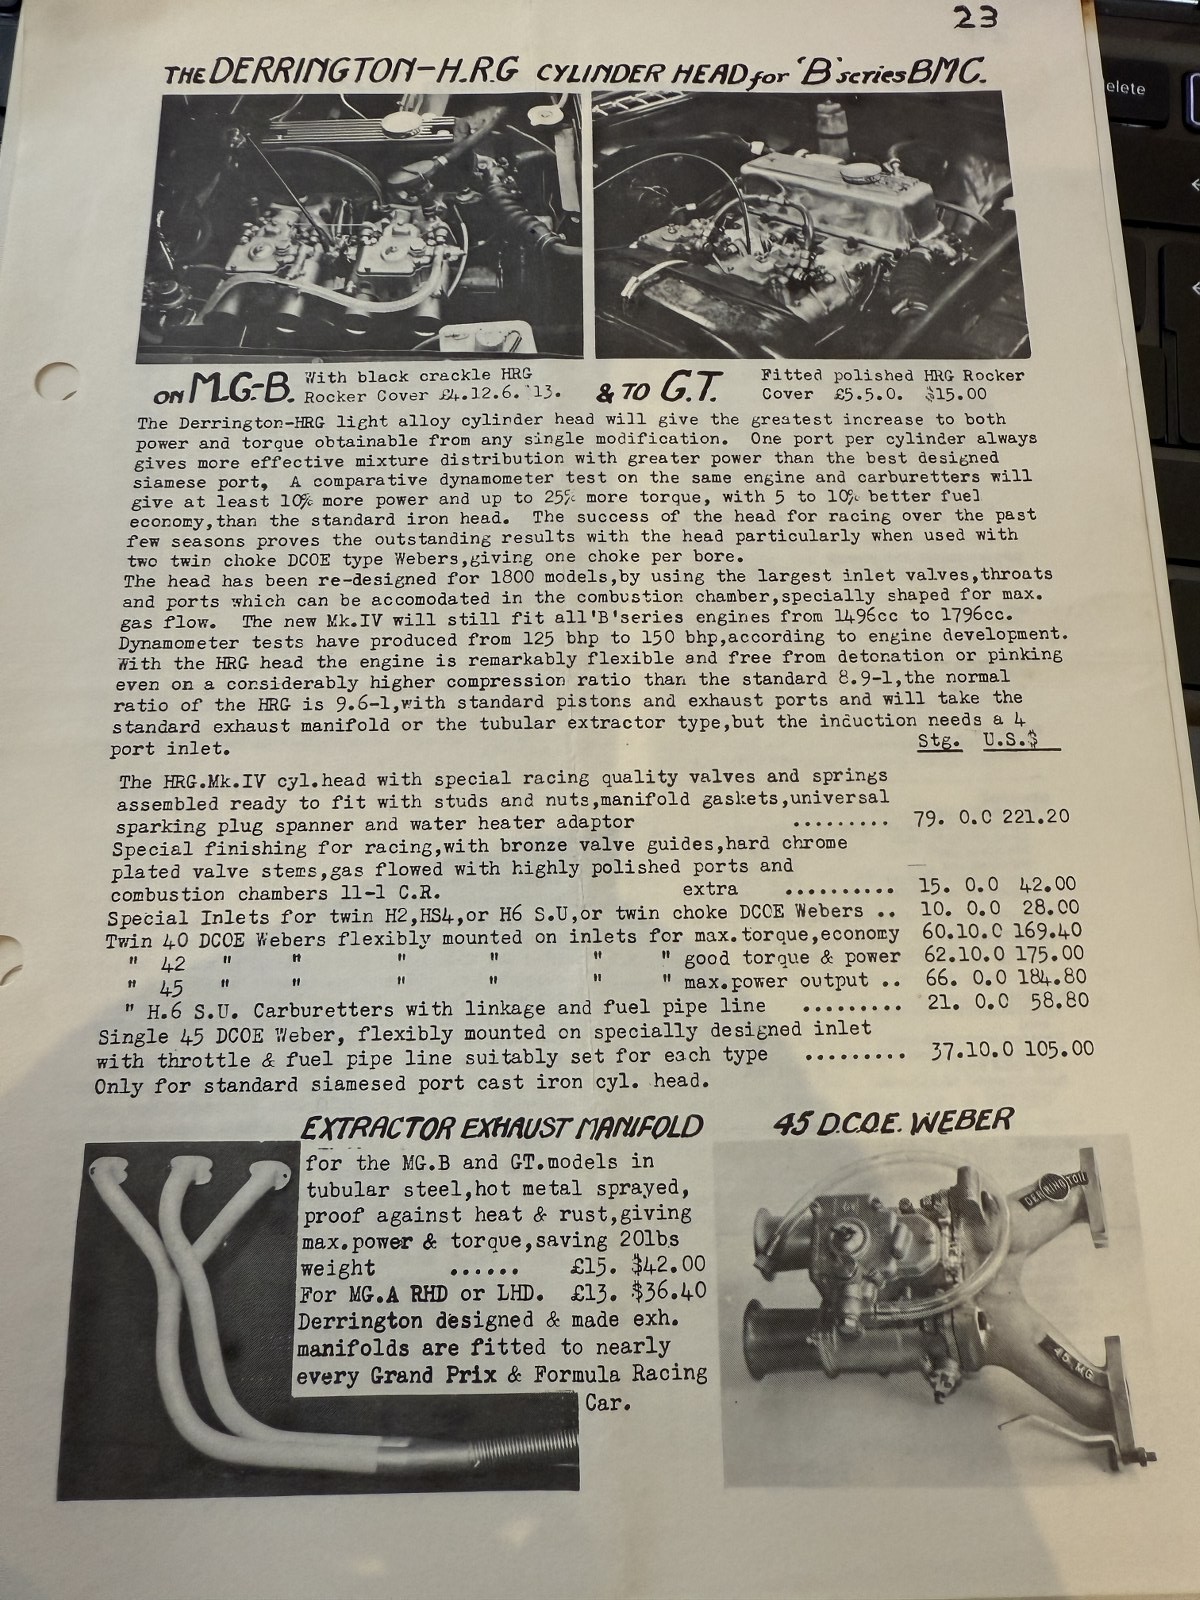 23
THE DERRINGTON-H.R.G CYLINDER HEAD for 'B' series BMC.
ON M.G-B. With black crackle HRG
Rocker Cover £4.12.6. $13.
& TO G.T. Fitted polished HRG Rocker
Cover £5.5.0. $15.00
The Derrington-HRG light alloy cylinder head will give the greatest increase to both
power and torque obtainable from any single modification. One port per cylinder always
gives more effective mixture distribution with greater power than the best designed
siamese port, A comparative dynamometer test on the same engine and carburetters will
give at least 10% more power and up to 25% more torque, with 5 to 10% better fuel
economy,than the standard iron head. The success of the head for racing over the past
few seasons proves the outstanding results with the head particularly when used with
two twin choke DCOE type Webers,giving one choke per bore.
The head has been re-designed for 1800 models,by using the largest inlet valves,throats
and ports which can be accomodated in the combustion chamber,specially shaped for max.
gas flow. The new Mk.IV will still fit all'B'series engines from 1496cc to 1796cc.
Dynamometer tests have produced from 125 bhp to 150 bhp,according to engine development.
With the HRG head the engine is remarkably flexible and free from detonation or pinking
even on a considerably higher compression ratio than the standard 8.9-1,the normal
ratio of the HRG is 9.6-1,with standard pistons and exhaust ports and will take the
standard exhaust manifold or the tubular extractor type,but the induction needs a 4
port inlet. Stg. U.S.$
The HRG.Mk.IV cyl.head with special racing quality valves and springs
assembled ready to fit with studs and nuts,manifold gaskets,universal
sparking plug spanner and water heater adaptor ......... 79. 0.0 221.20
Special finishing for racing,with bronze valve guides,hard chrome
plated valve stems,gas flowed with highly polished ports and
combustion chambers 11-1 C.R. extra .......... 15. 0.0 42.00
Special Inlets for twin H2,HS4,or H6 S.U,or twin choke DCOE Webers .. 10. 0.0 28.00
Twin 40 DCOE Webers flexibly mounted on inlets for max.torque,economy 60.10.0 169.40
" 42 " " " " " " good torque & power 62.10.0 175.00
" 45 " " " " " " max.power output .. 66. 0.0 184.80
" H.6 S.U. Carburetters with linkage and fuel pipe line ......... 21. 0.0 58.80
Single 45 DCOE Weber, flexibly mounted on specially designed inlet
with throttle & fuel pipe line suitably set for each type ......... 37.10.0 105.00
Only for standard siamesed port cast iron cyl. head.
EXTRACTOR EXHAUST MANIFOLD
for the MG.B and GT.models in
tubular steel,hot metal sprayed,
proof against heat & rust,giving
max.power & torque,saving 20lbs
weight ...... £15. $42.00
For MG.A RHD or LHD. £13. $36.40
Derrington designed & made exh.
manifolds are fitted to nearly
every Grand Prix & Formula Racing
Car.
45 D.C.O.E. WEBER
DERRINGTON
45 MG
elete